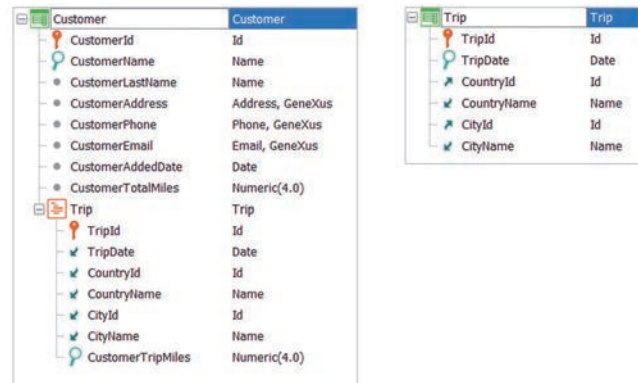 Customer Customer
CustomerId Id
CustomerName Name
CustomerLastName Name
CustomerAddress Address, GeneXus
CustomerPhone Phone, GeneXus
CustomerEmail Email, GeneXus
CustomerAddedDate Date
CustomerTotalMiles Numeric(4.0)
Trip Trip
TripId Id
TripDate Date
CountryId Id
CountryName Name
CityId Id
CityName Name
CustomerTripMiles Numeric(4.0)
Trip Trip
TripId Id
TripDate Date
CountryId Id
CountryName Name
CityId Id
CityName Name